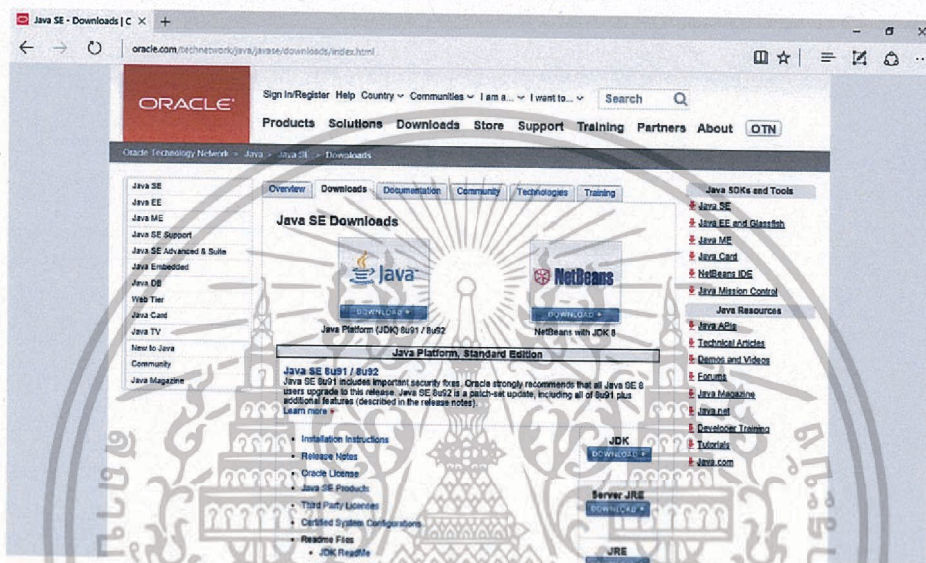 Java SE - Downloads | C
oracle.com/technetwork/java/javase/downloads/index.html
ORACLE
Sign In/Register Help Country Communities I am a... I want to... Search
Products Solutions Downloads Store Support Training Partners About OTN
Oracle Technology Network > Java > Java SE > Downloads
Java SE
Java EE
Java ME
Java SE Support
Java SE Advanced & Suite
Java Embedded
Java DB
Web Tier
Java Card
Java TV
New to Java
Community
Java Magazine
Overview Downloads Documentation Community Technologies Training
Java SE Downloads
Java
DOWNLOAD
Java Platform (JDK) 8u91 / 8u92
NetBeans
DOWNLOAD
NetBeans with JDK 8
Java Platform, Standard Edition
Java SE 8u91 / 8u92
Java SE 8u91 includes important security fixes. Oracle strongly recommends that all Java SE 8
users upgrade to this release. Java SE 8u92 is a patch-set update, including all of 8u91 plus
additional features (described in the release notes).
Learn more
Installation Instructions
Release Notes
Oracle License
Java SE Products
Third Party Licenses
Certified System Configurations
Readme Files
JDK ReadMe
JDK
DOWNLOAD
Server JRE
DOWNLOAD
JRE
Java SDKs and Tools
Java SE
Java EE and Glassfish
Java ME
Java Card
NetBeans IDE
Java Mission Control
Java Resources
Java APIs
Technical Articles
Demos and Videos
Forums
Java Magazine
Java.net
Developer Training
Tutorials
Java.com